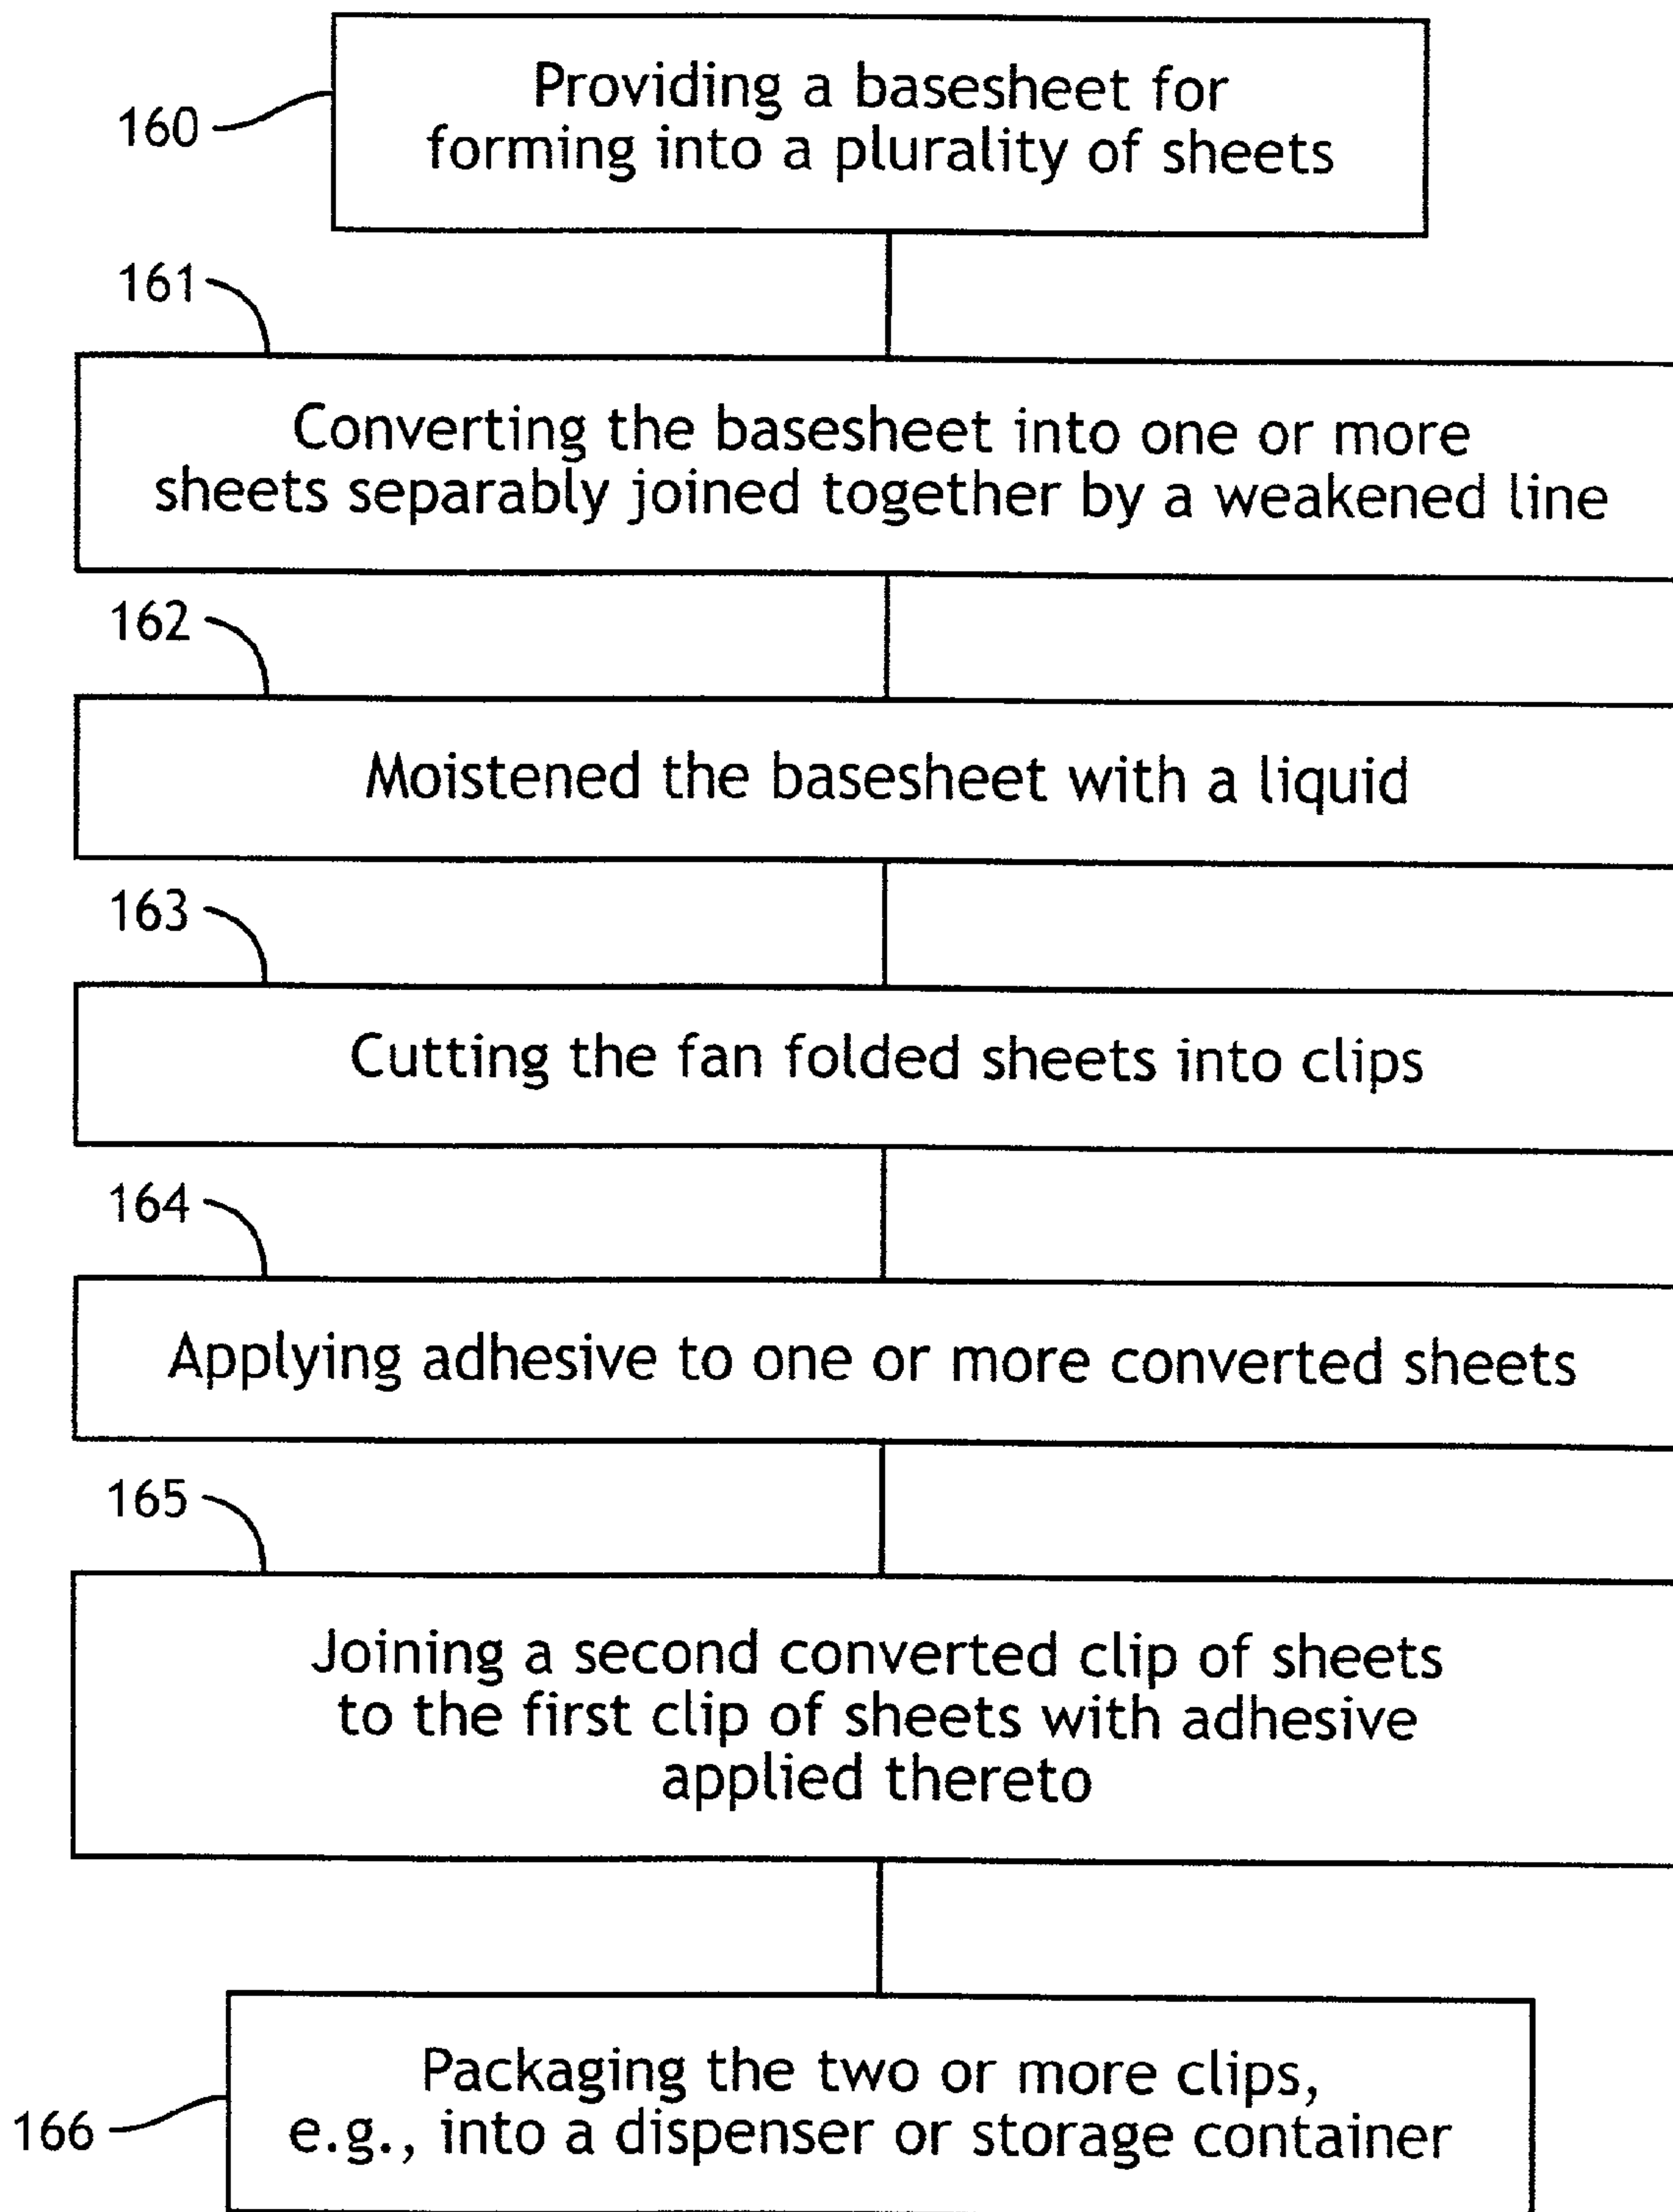 160
Providing a basesheet for
forming into a plurality of sheets
161
Converting the basesheet into one or more
sheets separably joined together by a weakened line
162
Moistened the basesheet with a liquid
163
Cutting the fan folded sheets into clips
164
Applying adhesive to one or more converted sheets
165
Joining a second converted clip of sheets
to the first clip of sheets with adhesive
applied thereto
166
Packaging the two or more clips,
e.g., into a dispenser or storage container